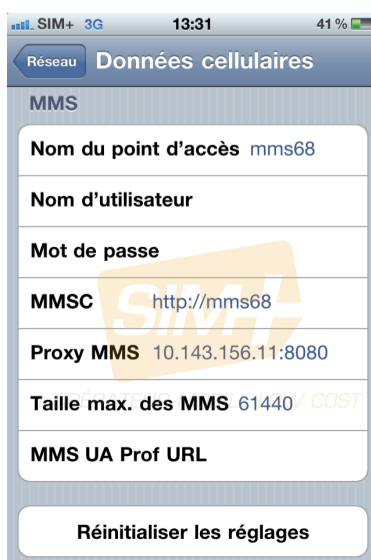 SIM+ 3G 13:31 41 %
Réseau Données cellulaires
MMS
Nom du point d'accès mms68
Nom d'utilisateur
Mot de passe
MMSC http://mms68
SIM+
Proxy MMS 10.143.156.11:8080
Taille max. des MMS 61440
COST
MMS UA Prof URL
Réinitialiser les réglages